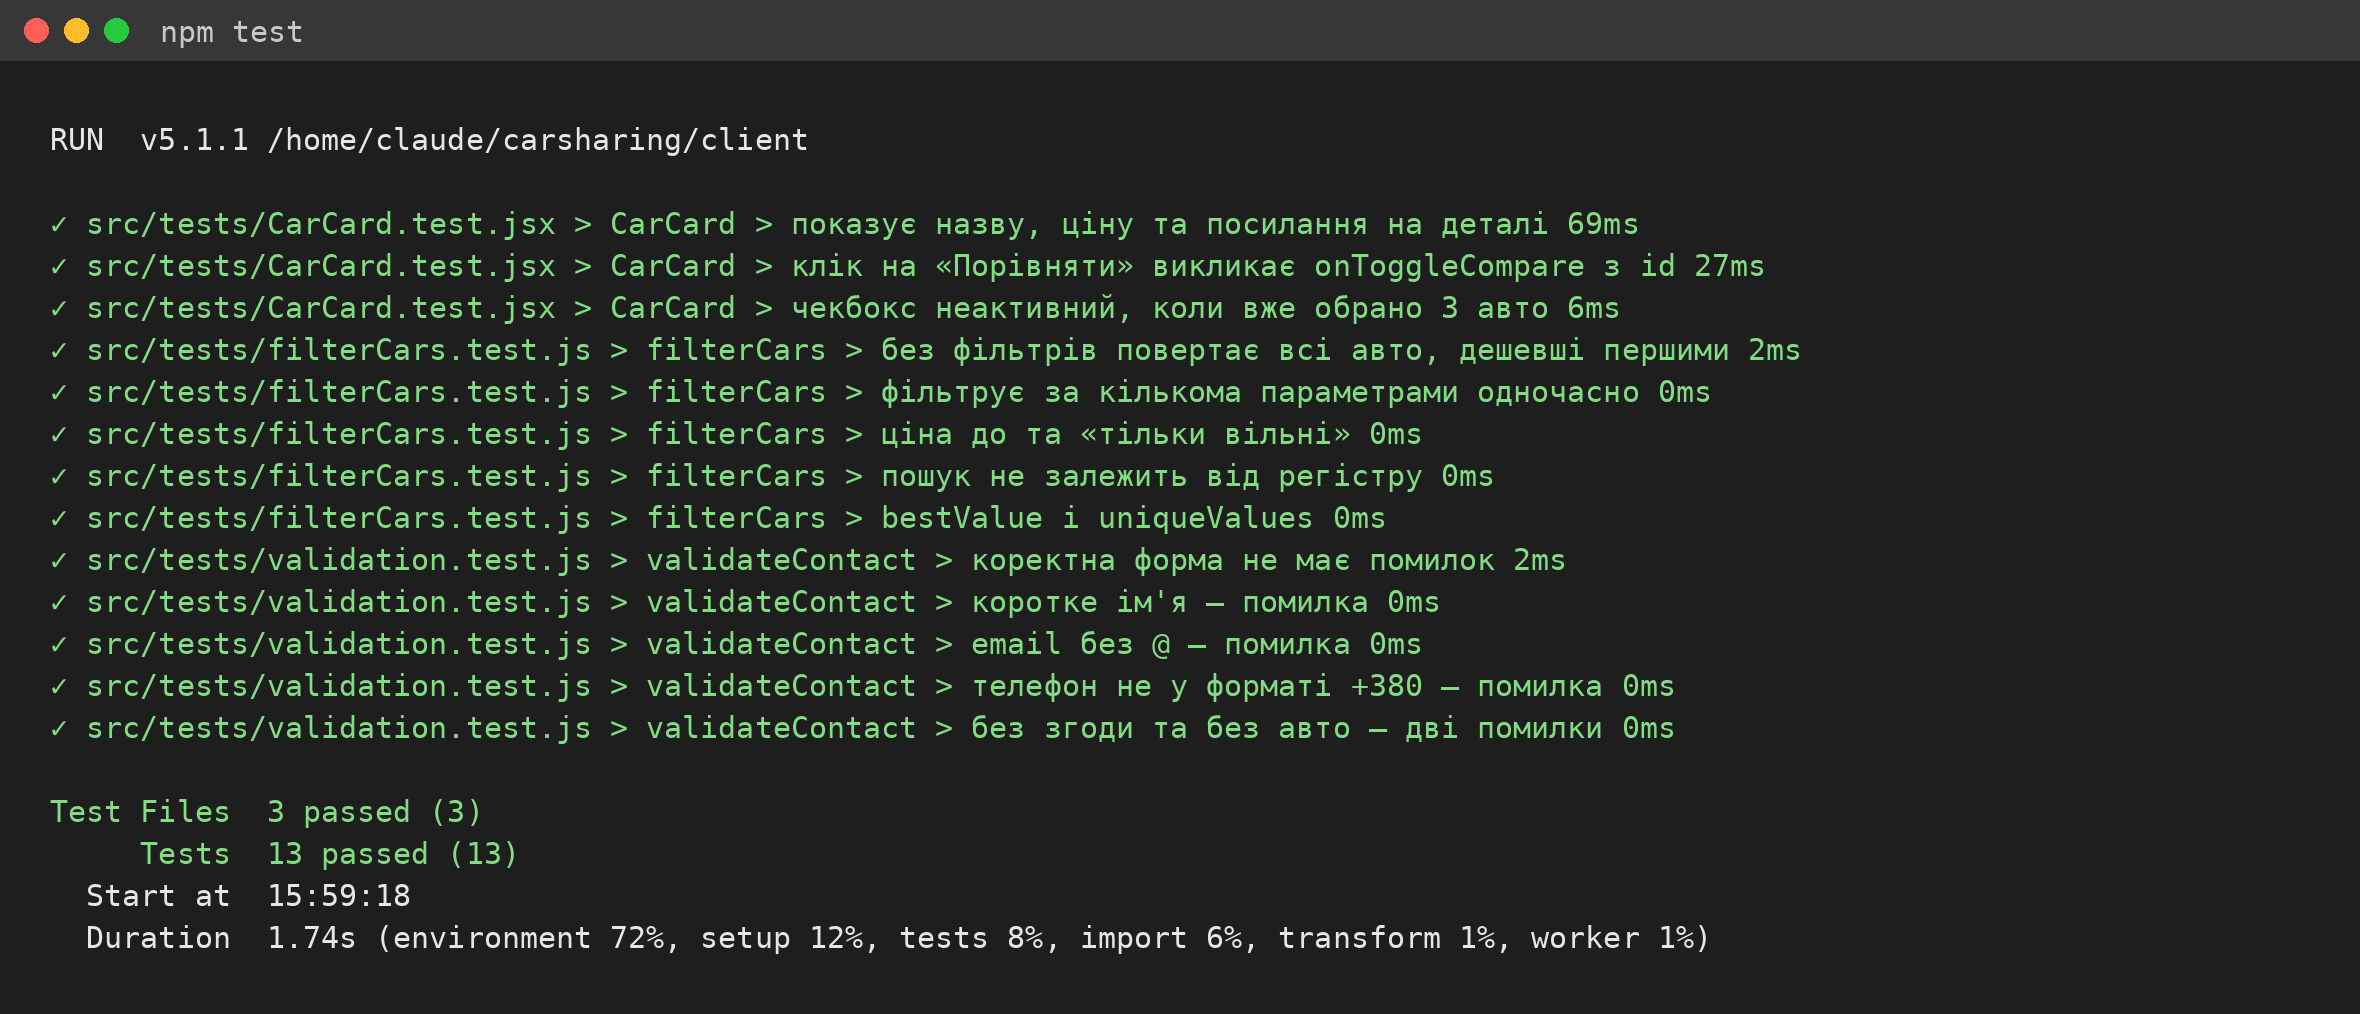 npm test
RUN  v5.1.1 /home/claude/carsharing/client
✓ src/tests/CarCard.test.jsx > CarCard > показує назву, ціну та посилання на деталі 69ms
✓ src/tests/CarCard.test.jsx > CarCard > клік на «Порівняти» викликає onToggleCompare з id 27ms
✓ src/tests/CarCard.test.jsx > CarCard > чекбокс неактивний, коли вже обрано 3 авто 6ms
✓ src/tests/filterCars.test.js > filterCars > без фільтрів повертає всі авто, дешевші першими 2ms
✓ src/tests/filterCars.test.js > filterCars > фільтрує за кількома параметрами одночасно 0ms
✓ src/tests/filterCars.test.js > filterCars > ціна до та «тільки вільні» 0ms
✓ src/tests/filterCars.test.js > filterCars > пошук не залежить від регістру 0ms
✓ src/tests/filterCars.test.js > filterCars > bestValue і uniqueValues 0ms
✓ src/tests/validation.test.js > validateContact > коректна форма не має помилок 2ms
✓ src/tests/validation.test.js > validateContact > коротке ім'я — помилка 0ms
✓ src/tests/validation.test.js > validateContact > email без @ — помилка 0ms
✓ src/tests/validation.test.js > validateContact > телефон не у форматі +380 — помилка 0ms
✓ src/tests/validation.test.js > validateContact > без згоди та без авто — дві помилки 0ms
Test Files  3 passed (3)
Tests  13 passed (13)
Start at  15:59:18
Duration  1.74s (environment 72%, setup 12%, tests 8%, import 6%, transform 1%, worker 1%)